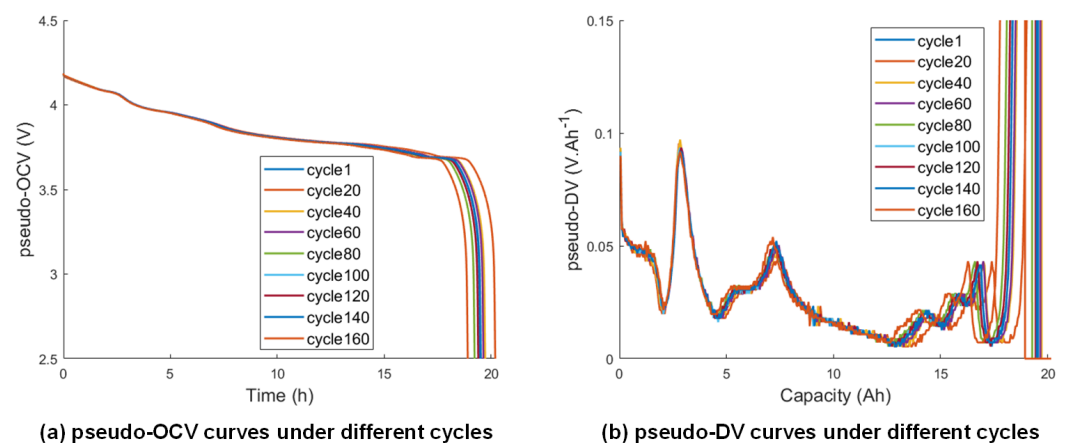 4.5
4
3.5
3
2.5
pseudo-OCV (V)
cycle1
cycle20
cycle40
cycle60
cycle80
cycle100
cycle120
cycle140
cycle160
0
5
10
15
20
Time (h)
(a) pseudo-OCV curves under different cycles
0.15
0.1
0.05
0
pseudo-DV (V.Ah⁻¹)
cycle1
cycle20
cycle40
cycle60
cycle80
cycle100
cycle120
cycle140
cycle160
0
5
10
15
20
Capacity (Ah)
(b) pseudo-DV curves under different cycles